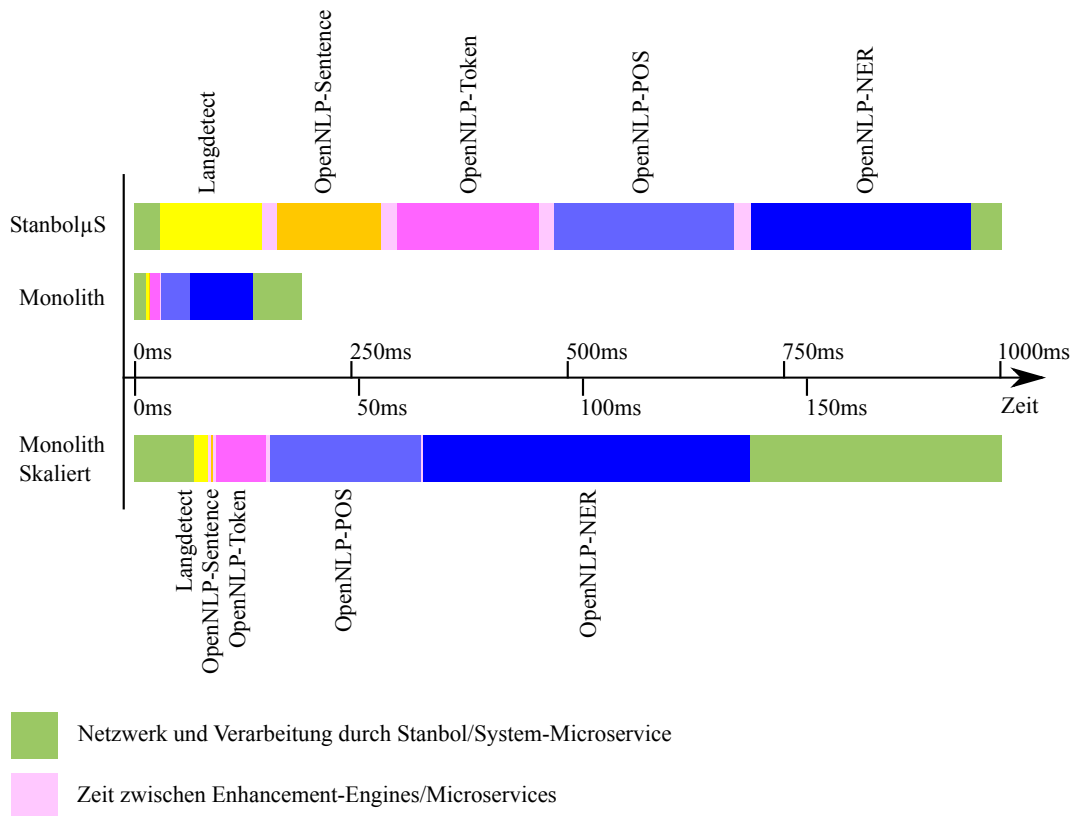 Langdetect
OpenNLP-Sentence
OpenNLP-Token
OpenNLP-POS
OpenNLP-NER
StanbolµS
Monolith
0ms
250ms
500ms
750ms
1000ms
0ms
50ms
100ms
150ms
Zeit
Monolith
Skaliert
Langdetect
OpenNLP-Sentence
OpenNLP-Token
OpenNLP-POS
OpenNLP-NER
Netzwerk und Verarbeitung durch Stanbol/System-Microservice
Zeit zwischen Enhancement-Engines/Microservices